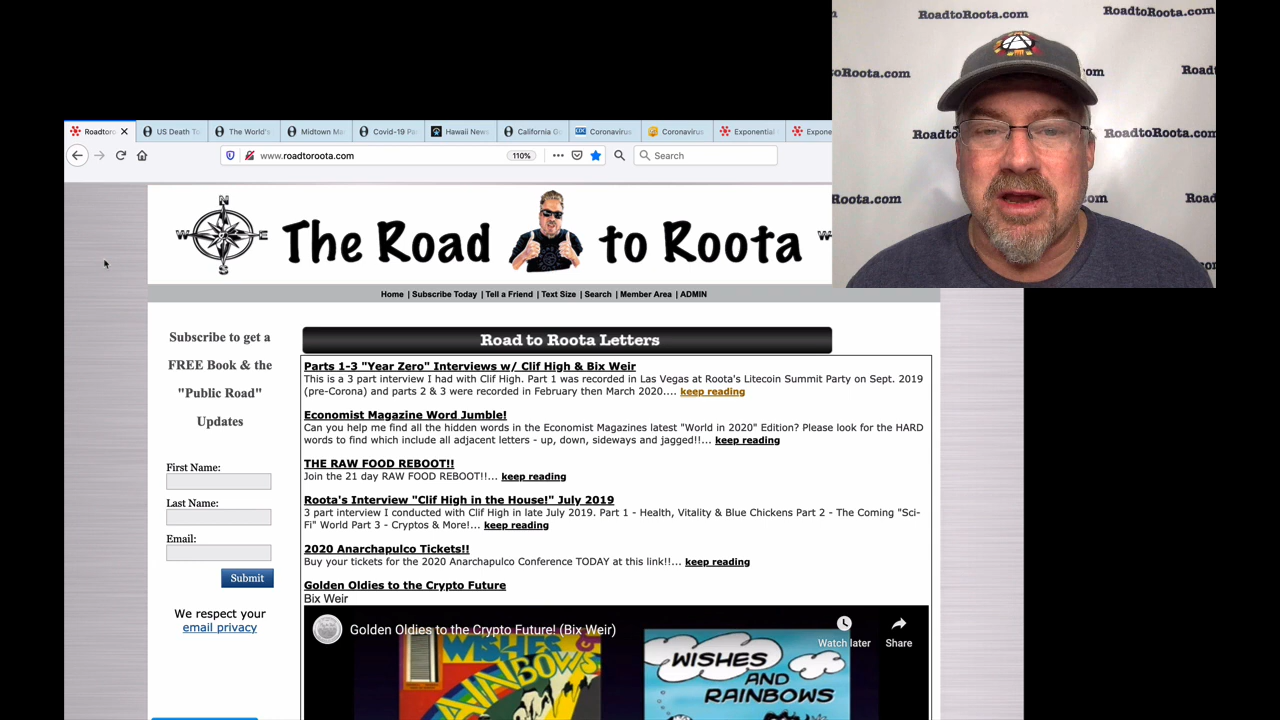 RoadtoRoota.com
RoadtoRoota.com
toRoota.com
Road
RoadtoRoota.com
Roota.com
Road
Roadtoro
US Death To
The World's
Midtown Ma
Covid-19 Pa
Hawaii News
California G
Coronavirus
Coronavirus
Exponential
Expone
www.roadtoroota.com
110%
Search
N
W
E
S
The Road to Roota
W
Home | Subscribe Today | Tell a Friend | Text Size | Search | Member Area | ADMIN
Subscribe to get a
FREE Book & the
"Public Road"
Updates
First Name:
Last Name:
Email:
Submit
We respect your
email privacy
Road to Roota Letters
Parts 1-3 "Year Zero" Interviews w/ Clif High & Bix Weir
This is a 3 part interview I had with Clif High. Part 1 was recorded in Las Vegas at Roota's Litecoin Summit Party on Sept. 2019
(pre-Corona) and parts 2 & 3 were recorded in February then March 2020.... keep reading
Economist Magazine Word Jumble!
Can you help me find all the hidden words in the Economist Magazines latest "World in 2020" Edition? Please look for the HARD
words to find which include all adjacent letters - up, down, sideways and jagged!!... keep reading
THE RAW FOOD REBOOT!!
Join the 21 day RAW FOOD REBOOT!!... keep reading
Roota's Interview "Clif High in the House!" July 2019
3 part interview I conducted with Clif High in late July 2019. Part 1 - Health, Vitality & Blue Chickens Part 2 - The Coming "Sci-
Fi" World Part 3 - Cryptos & More!... keep reading
2020 Anarchapulco Tickets!!
Buy your tickets for the 2020 Anarchapulco Conference TODAY at this link!!... keep reading
Golden Oldies to the Crypto Future
Bix Weir
Golden Oldies to the Crypto Future! (Bix Weir)
Watch later
Share
WISHES &
RAINBOWS
WISHES
AND
RAINBOWS